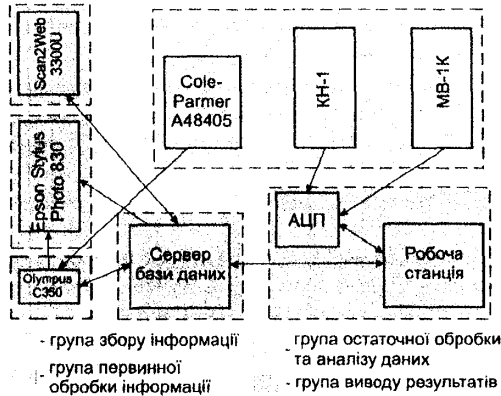 Scan2Web
3300U
Cole-
Parmer
A48405
КН-1
МВ-1К
Epson Stylus
Photo 830
АЦП
Сервер
бази даних
Робоча
станція
Olympus
C350
- група збору інформації
- група первинної
обробки інформації
- група остаточної обробки
та аналізу даних
- група виводу результатів